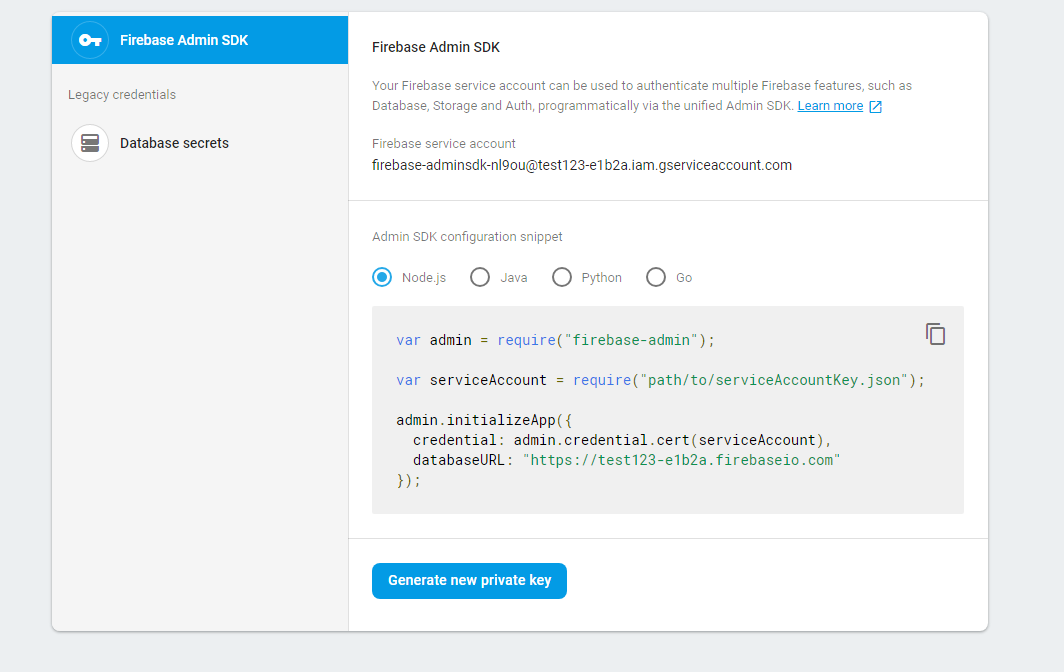 Firebase Admin SDK
Legacy credentials
Database secrets
Firebase Admin SDK
Your Firebase service account can be used to authenticate multiple Firebase features, such as
Database, Storage and Auth, programmatically via the unified Admin SDK. Learn more
Firebase service account
firebase-adminsdk-nl9ou@test123-e1b2a.iam.gserviceaccount.com
Admin SDK configuration snippet
Node.js Java Python Go
var admin = require("firebase-admin");
var serviceAccount = require("path/to/serviceAccountKey.json");
admin.initializeApp({
  credential: admin.credential.cert(serviceAccount),
  databaseURL: "https://test123-e1b2a.firebaseio.com"
});
Generate new private key